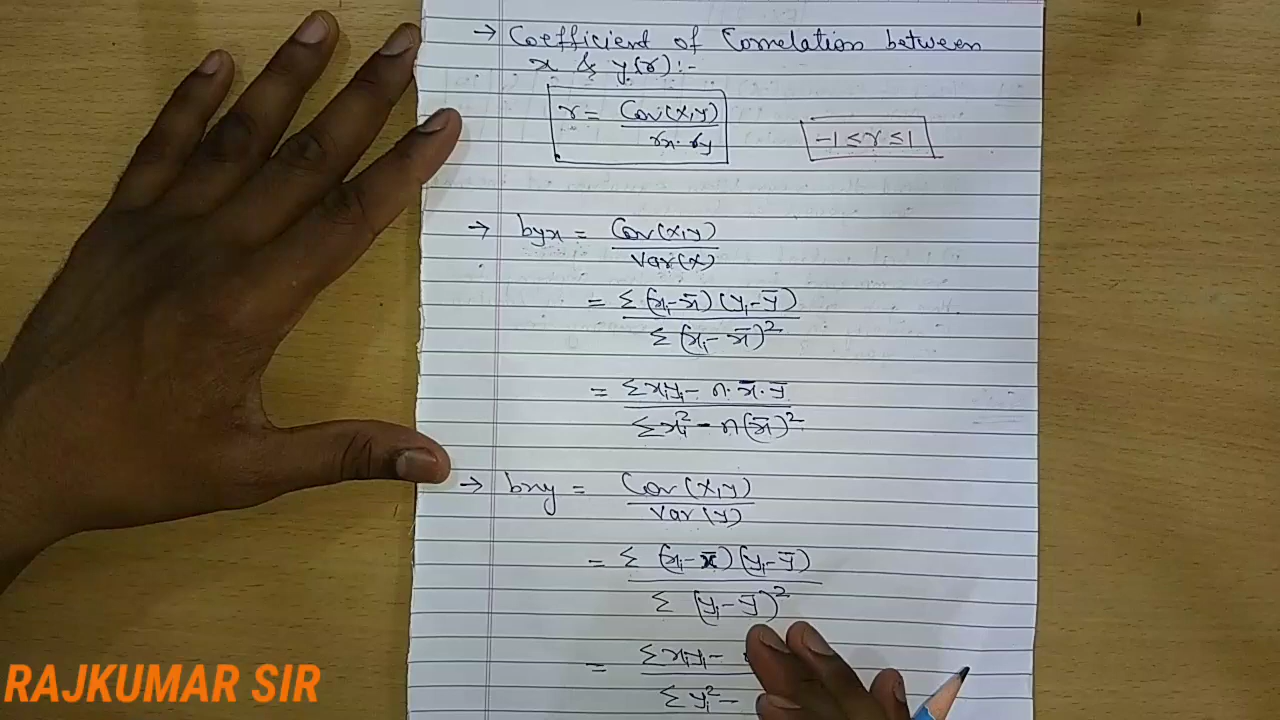 → Coefficient of Correlation between
x & y(r):-
r = Cov(x,y) / σx.σy
-1 ≤ r ≤ 1
→ byx = Cov(x,y) / Var(x)
= Σ(xi-x̄)(yi-ȳ) / Σ(xi-x̄)²
= Σxiyi - n.x̄.ȳ / Σxi² - n(x̄)²
→ bxy = Cov(x,y) / Var(y)
= Σ(xi-x̄)(yi-ȳ) / Σ(yi-ȳ)²
= Σxiyi - / Σyi² -
RAJKUMAR SIR